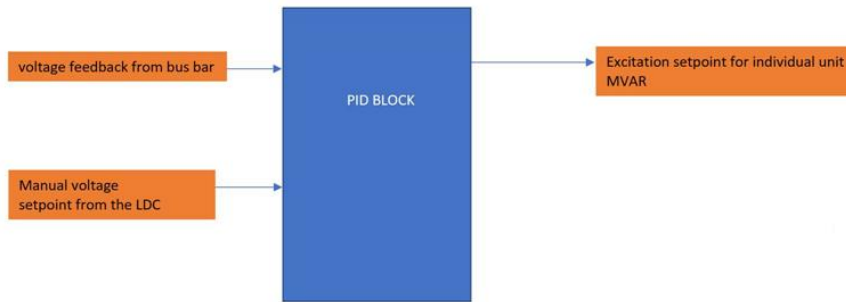 voltage feedback from bus bar
PID BLOCK
Excitation setpoint for individual unit
MVAR
Manual voltage
setpoint from the LDC